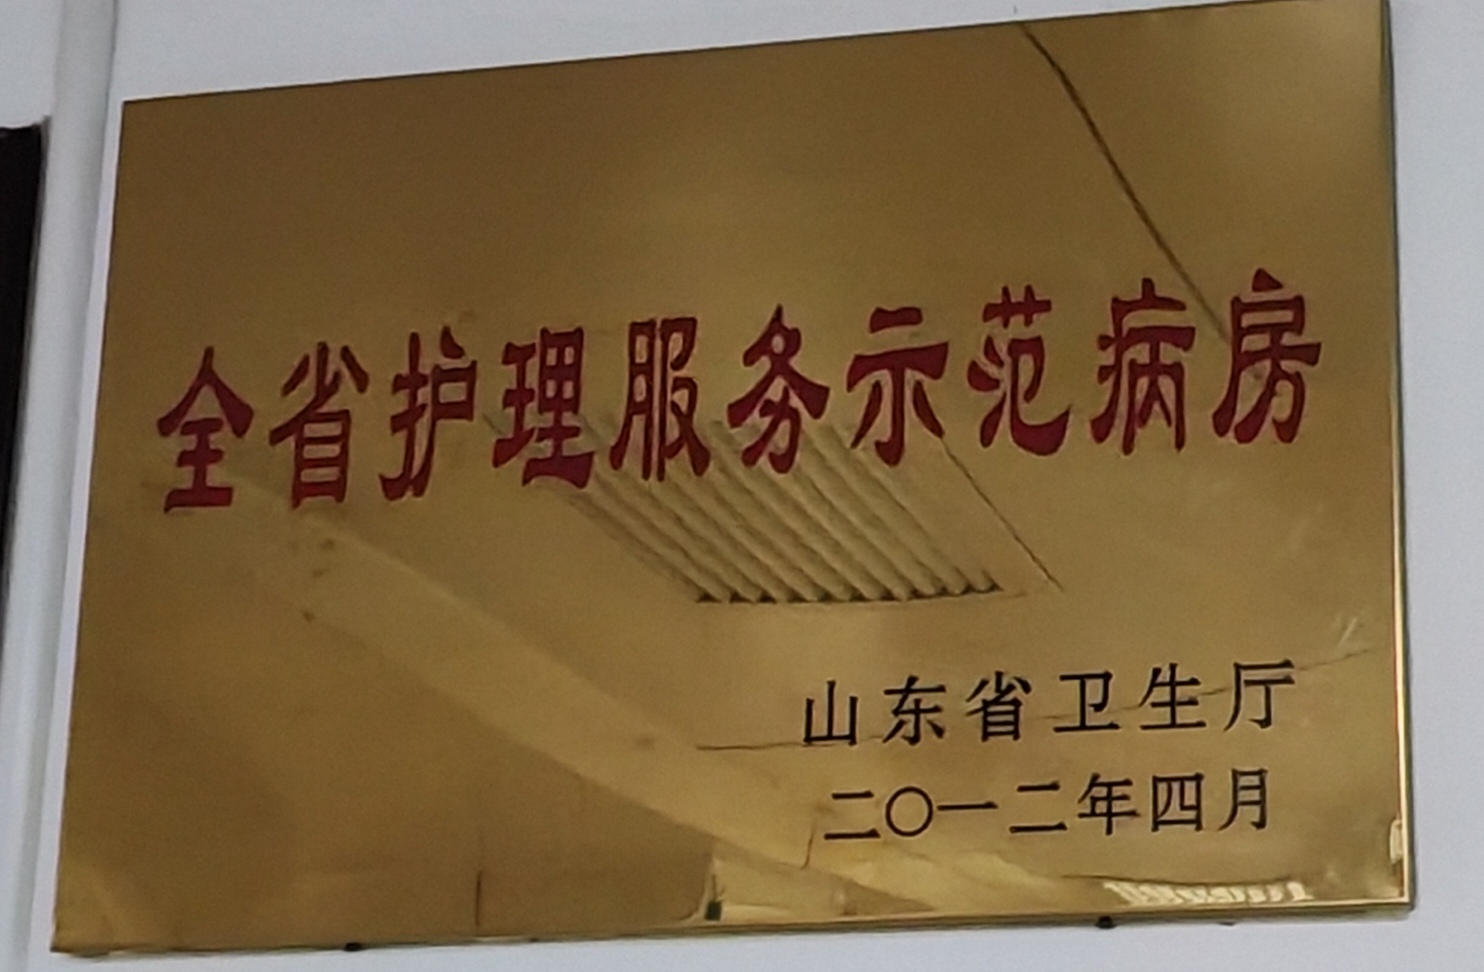 全省护理服务示范病房
山东省卫生厅
二〇一二年四月